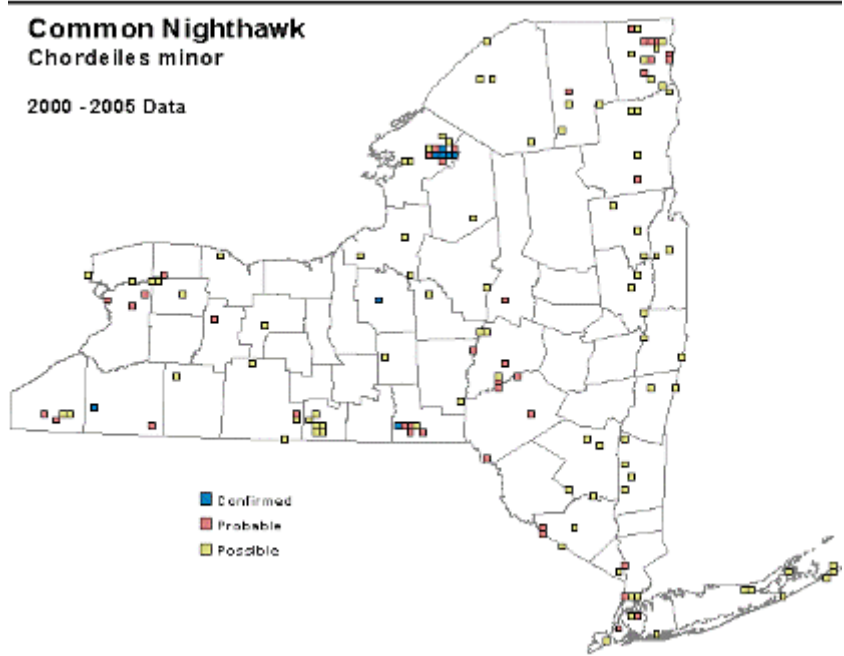 Common Nighthawk
Chordeiles minor
2000 - 2005 Data
Confirmed
Probable
Possible